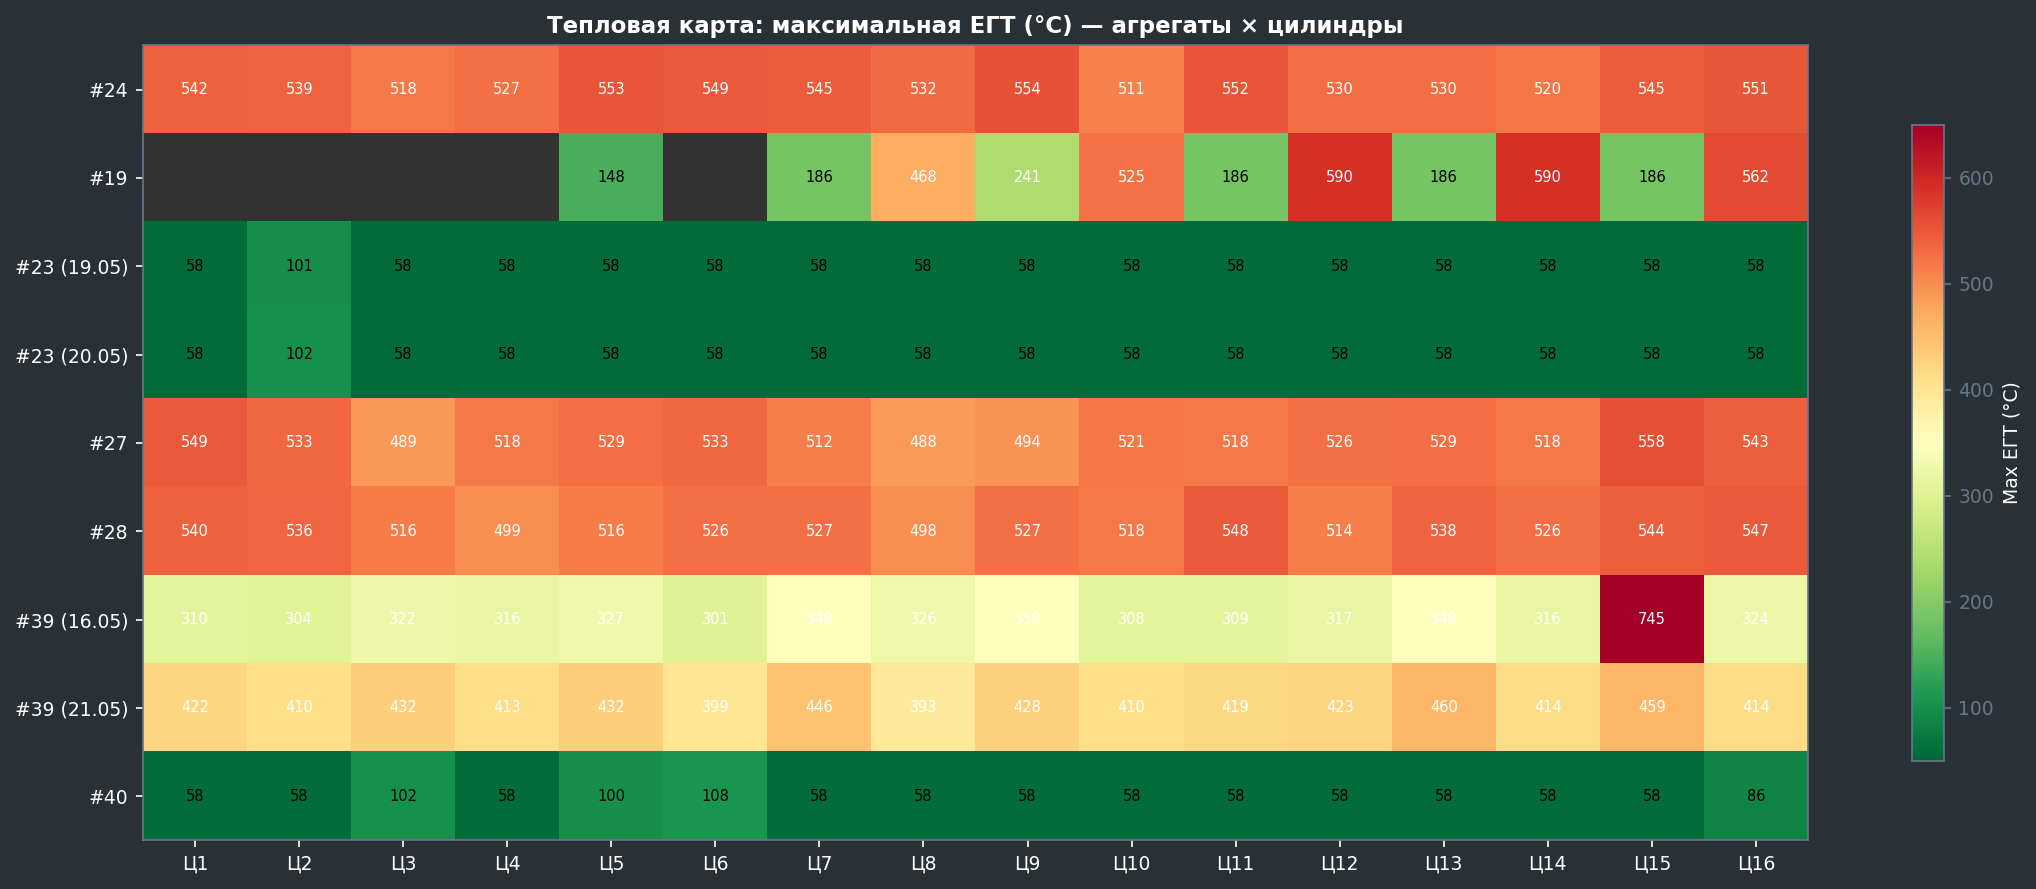 Тепловая карта: максимальная ЕГТ (°C) — агрегаты × цилиндры
#24 542 539 518 527 553 549 545 532 554 511 552 530 530 520 545 551
#19 148 186 468 241 525 186 590 186 590 186 562
#23 (19.05) 58 101 58 58 58 58 58 58 58 58 58 58 58 58 58 58
#23 (20.05) 58 102 58 58 58 58 58 58 58 58 58 58 58 58 58 58
#27 549 533 489 518 529 533 512 488 494 521 518 526 529 518 558 543
#28 540 536 516 499 516 526 527 498 527 518 548 514 538 526 544 547
#39 (16.05) 310 304 322 316 327 301 326 308 309 317 316 745 324
#39 (21.05) 422 410 432 413 432 399 446 393 428 410 419 423 460 414 459 414
#40 58 58 102 58 100 108 58 58 58 58 58 58 58 58 58 86
Ц1 Ц2 Ц3 Ц4 Ц5 Ц6 Ц7 Ц8 Ц9 Ц10 Ц11 Ц12 Ц13 Ц14 Ц15 Ц16
600
500
400
300
200
100
Max ЕГТ (°C)